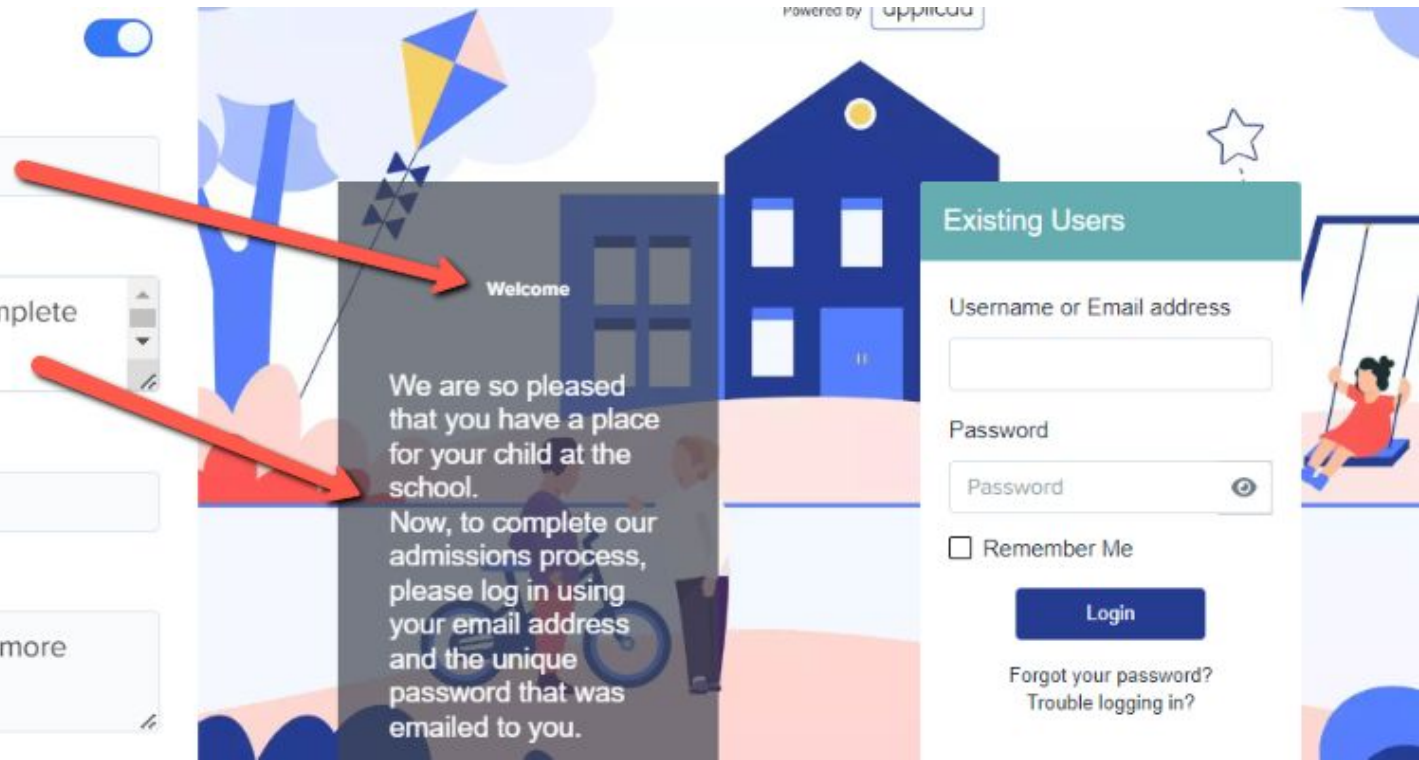 Powered by applicaa
mplete
more
Welcome
We are so pleased
that you have a place
for your child at the
school.
Now, to complete our
admissions process,
please log in using
your email address
and the unique
password that was
emailed to you.
Existing Users
Username or Email address
Password
Password
Remember Me
Login
Forgot your password?
Trouble logging in?